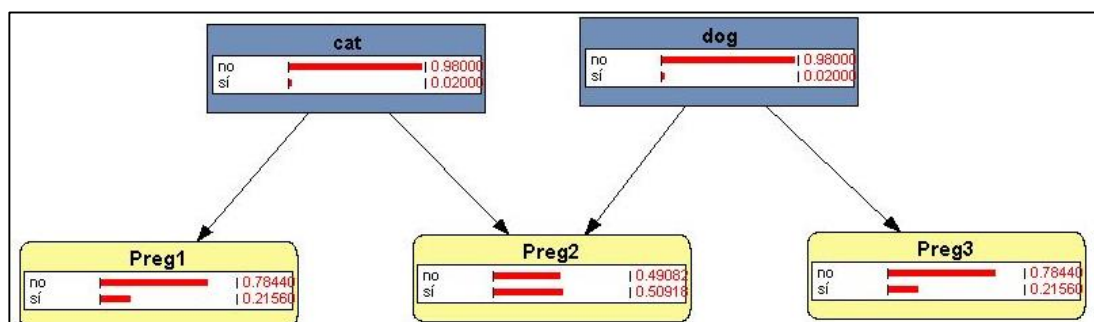 cat
no 0.98000
sí 0.02000
dog
no 0.98000
sí 0.02000
Preg1
no 0.78440
sí 0.21560
Preg2
no 0.49082
sí 0.50918
Preg3
no 0.78440
sí 0.21560